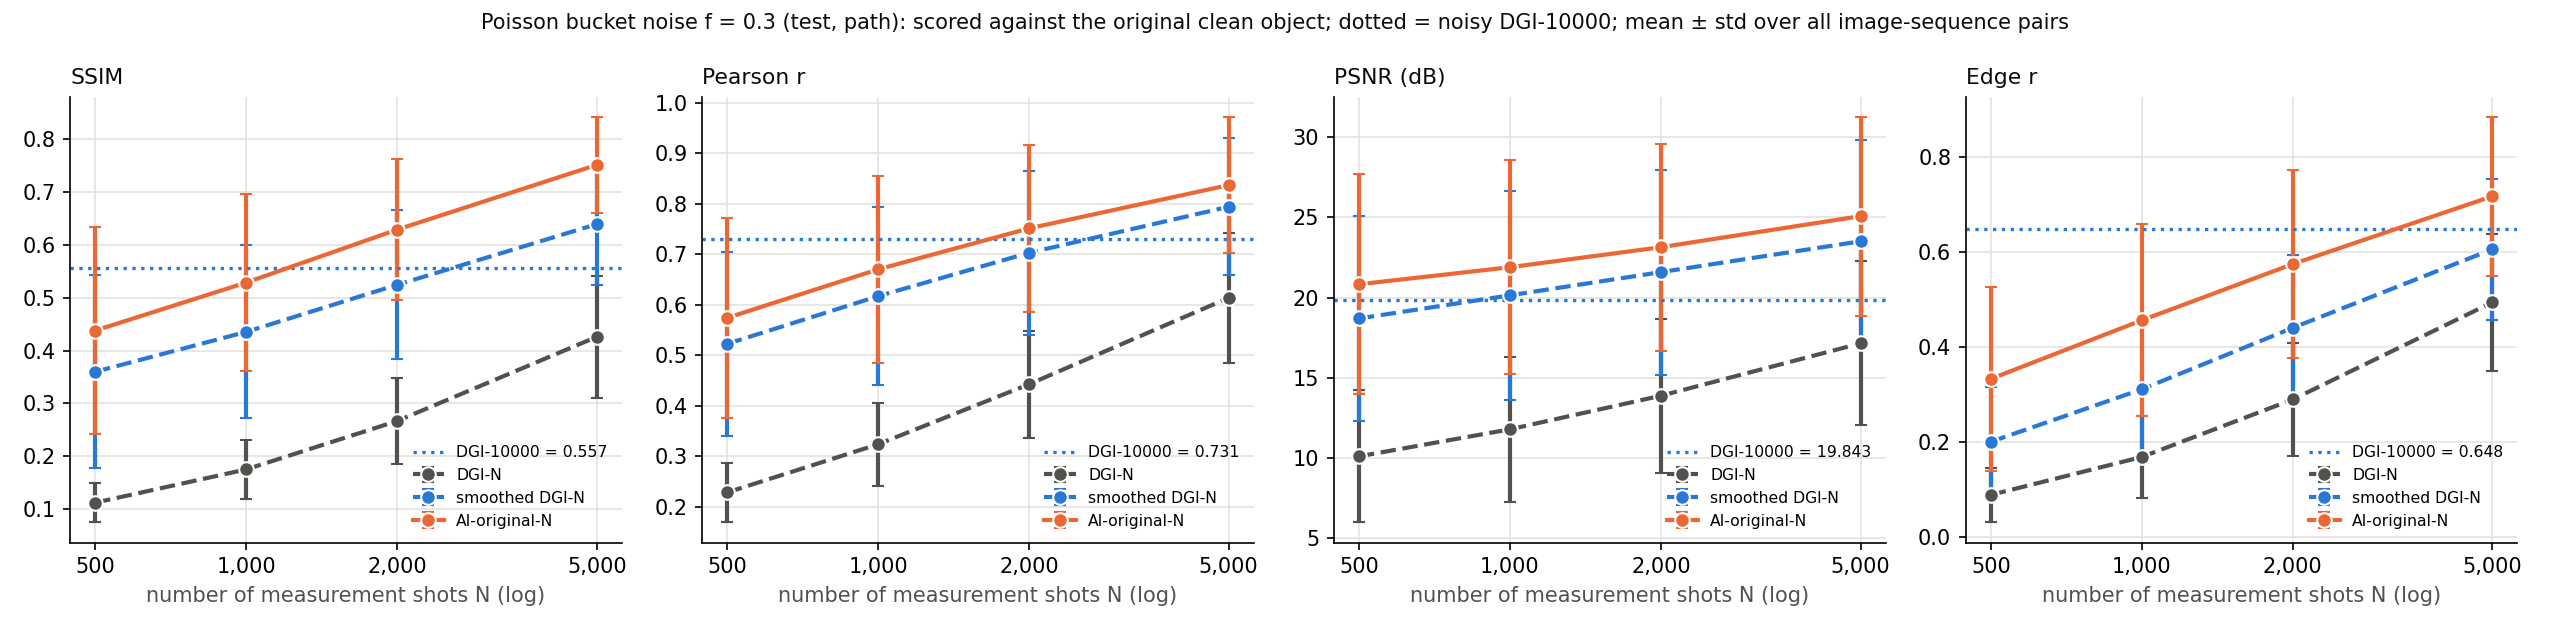 Poisson bucket noise f = 0.3 (test, path): scored against the original clean object; dotted = noisy DGI-10000; mean ± std over all image-sequence pairs
SSIM
0.8
0.7
0.6
0.5
0.4
0.3
0.2
0.1
DGI-10000 = 0.557
DGI-N
smoothed DGI-N
AI-original-N
500
1,000
2,000
5,000
number of measurement shots N (log)
Pearson r
1.0
0.9
0.8
0.7
0.6
0.5
0.4
0.3
0.2
DGI-10000 = 0.731
DGI-N
smoothed DGI-N
AI-original-N
500
1,000
2,000
5,000
number of measurement shots N (log)
PSNR (dB)
30
25
20
15
10
5
DGI-10000 = 19.843
DGI-N
smoothed DGI-N
AI-original-N
500
1,000
2,000
5,000
number of measurement shots N (log)
Edge r
0.8
0.6
0.4
0.2
0.0
DGI-10000 = 0.648
DGI-N
smoothed DGI-N
AI-original-N
500
1,000
2,000
5,000
number of measurement shots N (log)